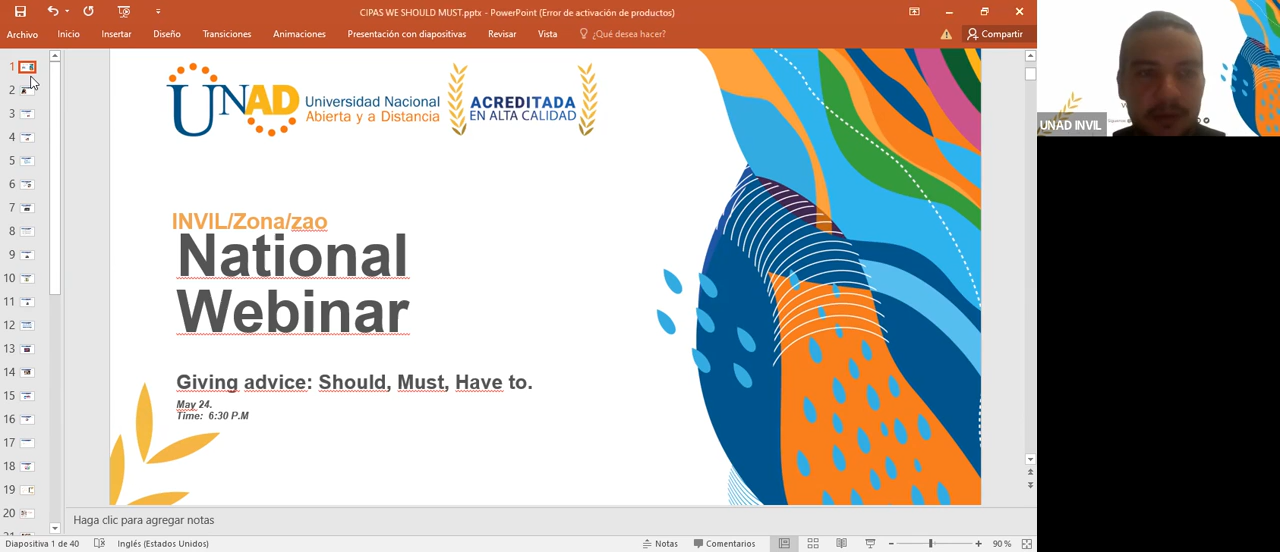 CIPAS WE SHOULD MUST.pptx - PowerPoint (Error de activación de productos)
Archivo Inicio Insertar Diseño Transiciones Animaciones Presentación con diapositivas Revisar Vista ¿Qué desea hacer? Compartir
1
2
3
4
5
6
7
8
9
10
11
12
13
14
15
16
17
18
19
20
UNAD Universidad Nacional
Abierta y a Distancia
ACREDITADA
EN ALTA CALIDAD
INVIL/Zona/zao
National
Webinar
Giving advice: Should, Must, Have to.
May 24.
Time: 6:30 P.M
Haga clic para agregar notas
Diapositiva 1 de 40 Inglés (Estados Unidos) Notas Comentarios 90 %
UNAD INVIL